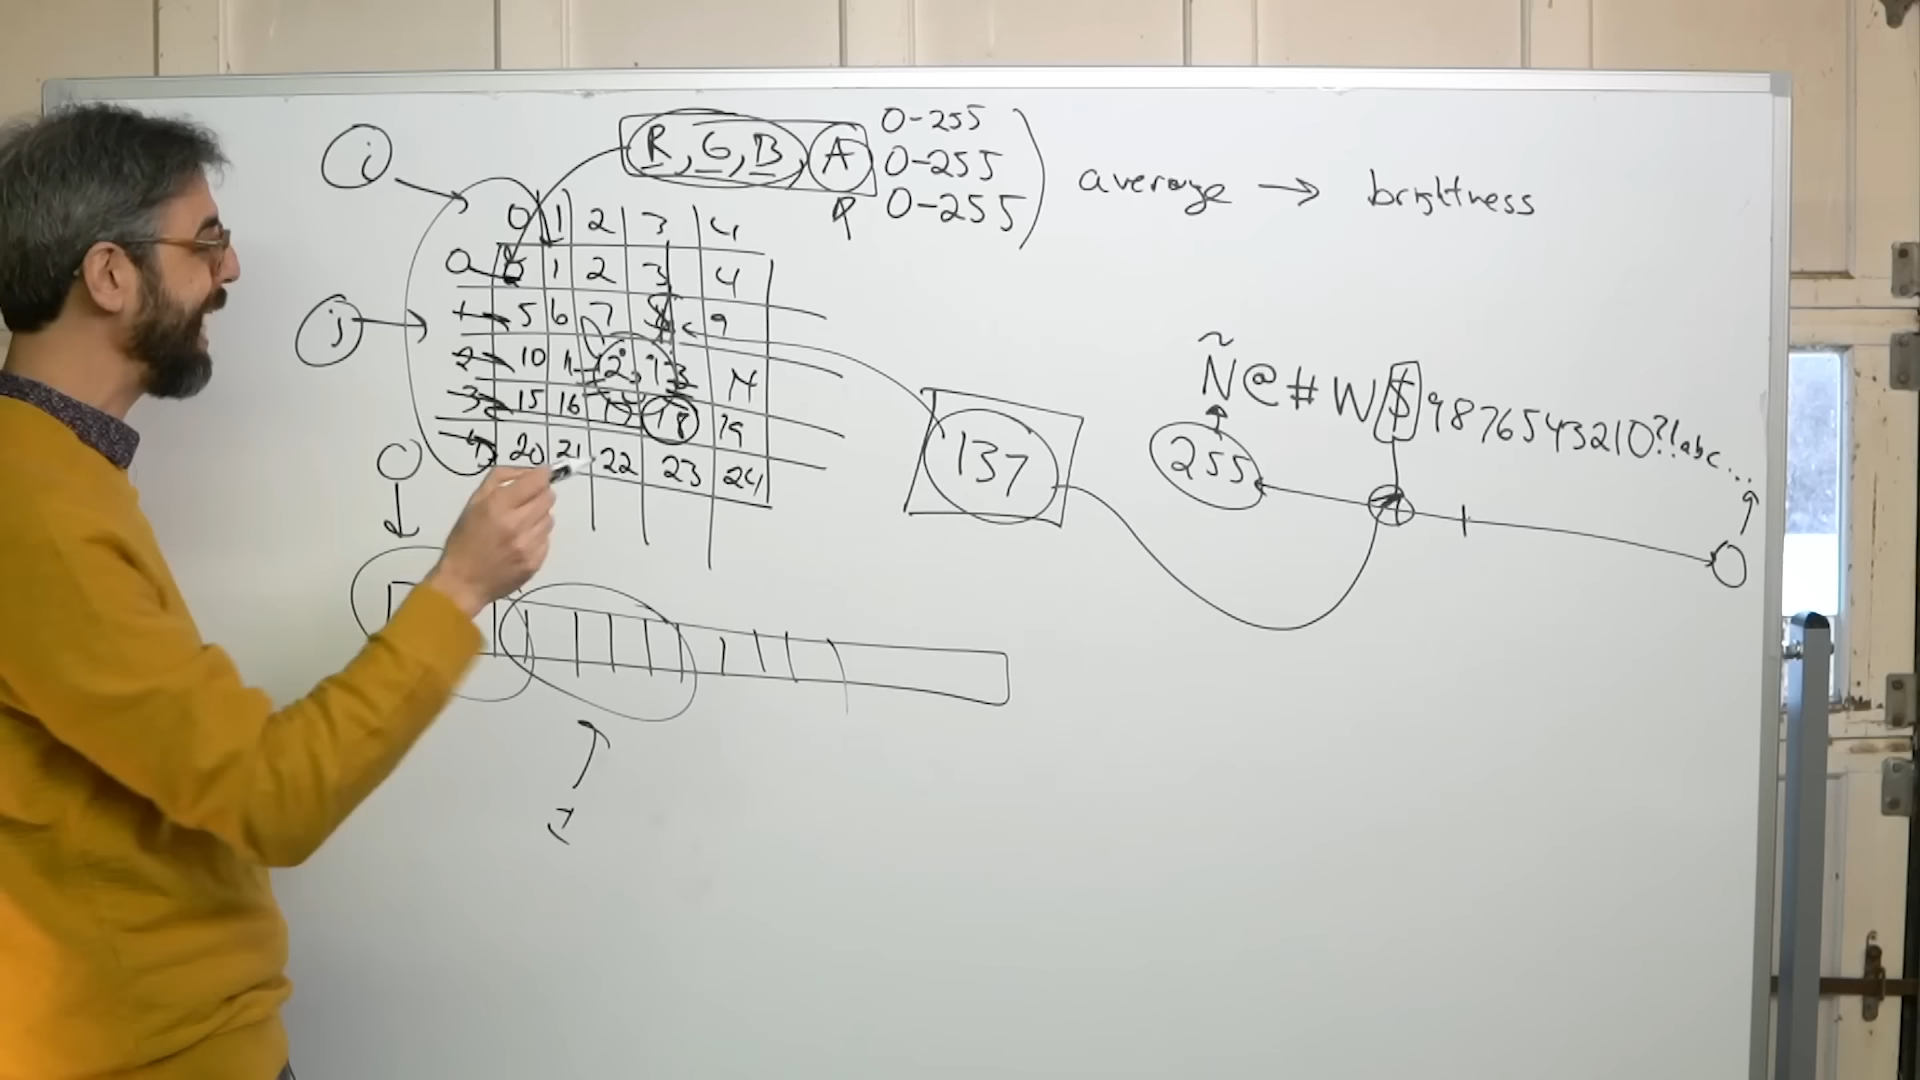 i
R, G, B, A
0-255
0-255
0-255
average → brightness
0 1 2 3 4
0 1 2 3 4
1 5 6 7 9
j
2 10 11 12 13 14
3 15 16 17 18 19
4 20 21 22 23 24
137
Ñ@#W$9876543210?!abc...
255
0
0
1